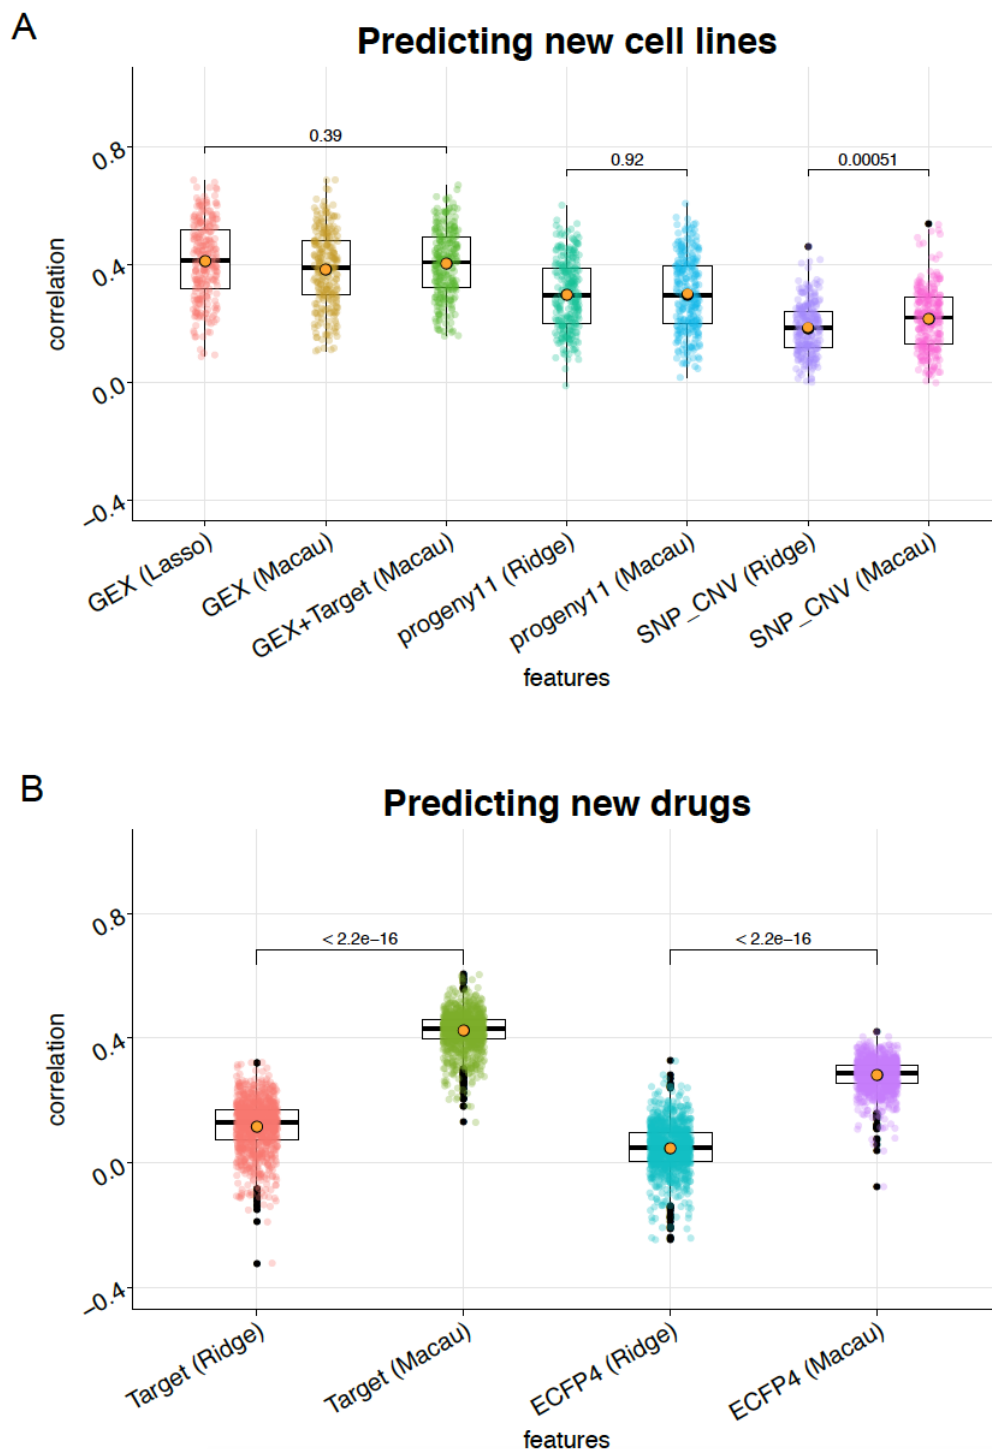 A
Predicting new cell lines
correlation
0.8
0.4
0.0
−0.4
0.39
0.92
0.00051
GEX (Lasso)
GEX (Macau)
GEX+Target (Macau)
progeny11 (Ridge)
progeny11 (Macau)
SNP_CNV (Ridge)
SNP_CNV (Macau)
features
B
Predicting new drugs
correlation
0.8
0.4
0.0
−0.4
< 2.2e−16
< 2.2e−16
Target (Ridge)
Target (Macau)
ECFP4 (Ridge)
ECFP4 (Macau)
features